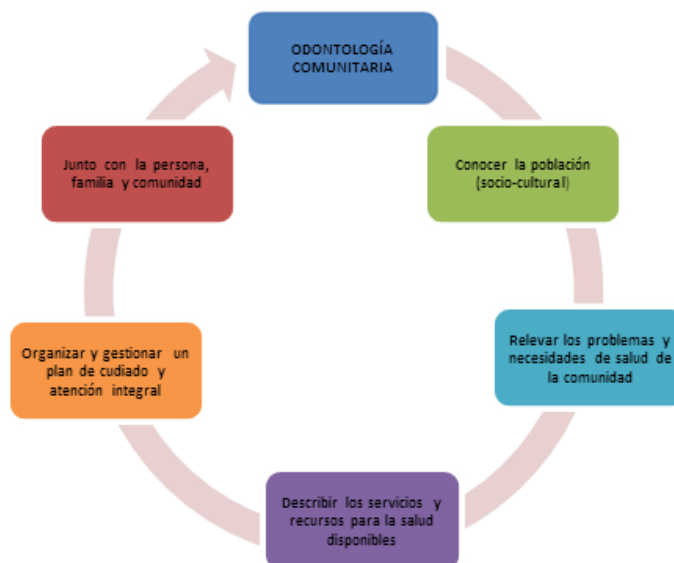 ODONTOLOGÍA
COMUNITARIA
Conocer la población
(socio-cultural)
Relevar los problemas y
necesidades de salud de
la comunidad
Describir los servicios y
recursos para la salud
disponibles
Organizar y gestionar un
plan de cudiado y
atención integral
Junto con la persona,
familia y comunidad